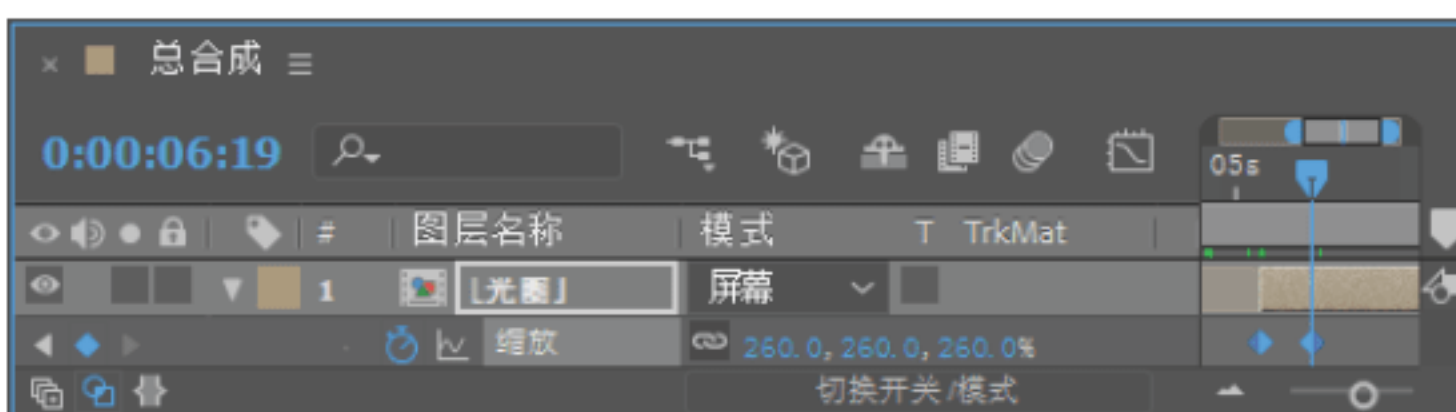 总合成
0:00:06:19
05s
# 图层名称 模式 T TrkMat
1 [光圈] 屏幕
缩放 260.0, 260.0, 260.0%
切换开关/模式